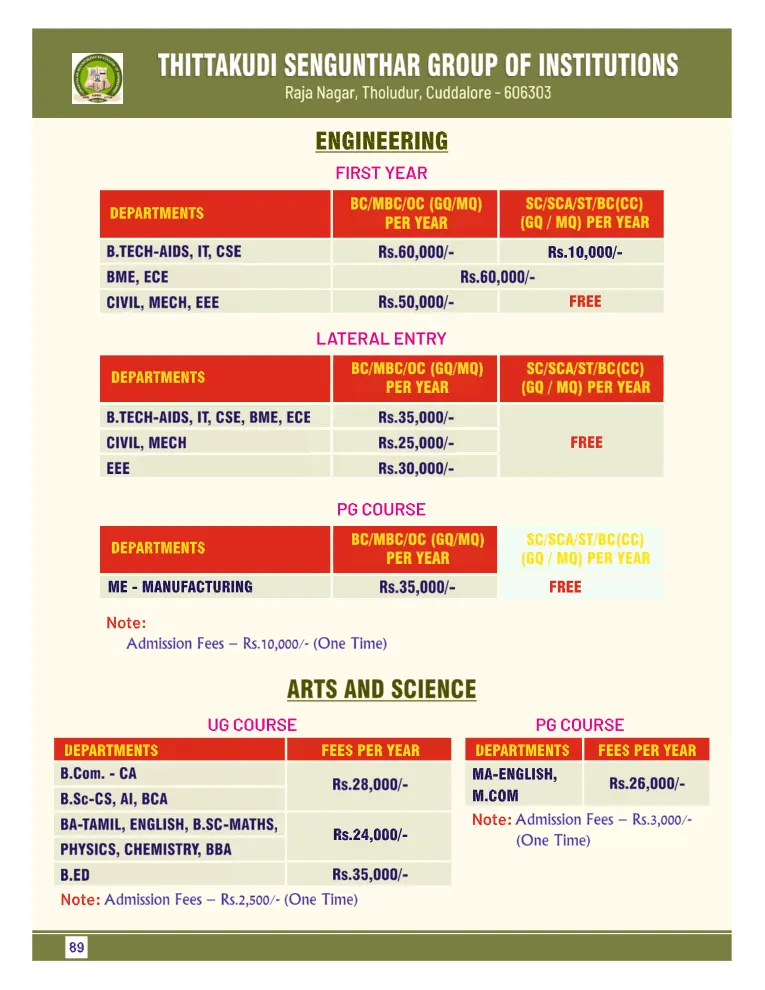 THITTAKUDI SENGUNTHAR GROUP OF INSTITUTIONS
Raja Nagar, Tholudur, Cuddalore - 606303
ENGINEERING
FIRST YEAR
DEPARTMENTS
BC/MBC/OC (GQ/MQ)
PER YEAR
SC/SCA/ST/BC(CC)
(GQ / MQ) PER YEAR
B.TECH-AIDS, IT, CSE Rs.60,000/- Rs.10,000/-
BME, ECE Rs.60,000/-
CIVIL, MECH, EEE Rs.50,000/- FREE
LATERAL ENTRY
DEPARTMENTS
BC/MBC/OC (GQ/MQ)
PER YEAR
SC/SCA/ST/BC(CC)
(GQ / MQ) PER YEAR
B.TECH-AIDS, IT, CSE, BME, ECE Rs.35,000/-
CIVIL, MECH Rs.25,000/- FREE
EEE Rs.30,000/-
PG COURSE
DEPARTMENTS
BC/MBC/OC (GQ/MQ)
PER YEAR
SC/SCA/ST/BC(CC)
(GQ / MQ) PER YEAR
ME - MANUFACTURING Rs.35,000/- FREE
Note:
Admission Fees – Rs.10,000/- (One Time)
ARTS AND SCIENCE
UG COURSE
DEPARTMENTS FEES PER YEAR
B.Com. - CA
B.Sc-CS, AI, BCA
Rs.28,000/-
BA-TAMIL, ENGLISH, B.SC-MATHS,
PHYSICS, CHEMISTRY, BBA
Rs.24,000/-
B.ED Rs.35,000/-
Note: Admission Fees – Rs.2,500/- (One Time)
PG COURSE
DEPARTMENTS FEES PER YEAR
MA-ENGLISH,
M.COM
Rs.26,000/-
Note: Admission Fees – Rs.3,000/-
(One Time)
89